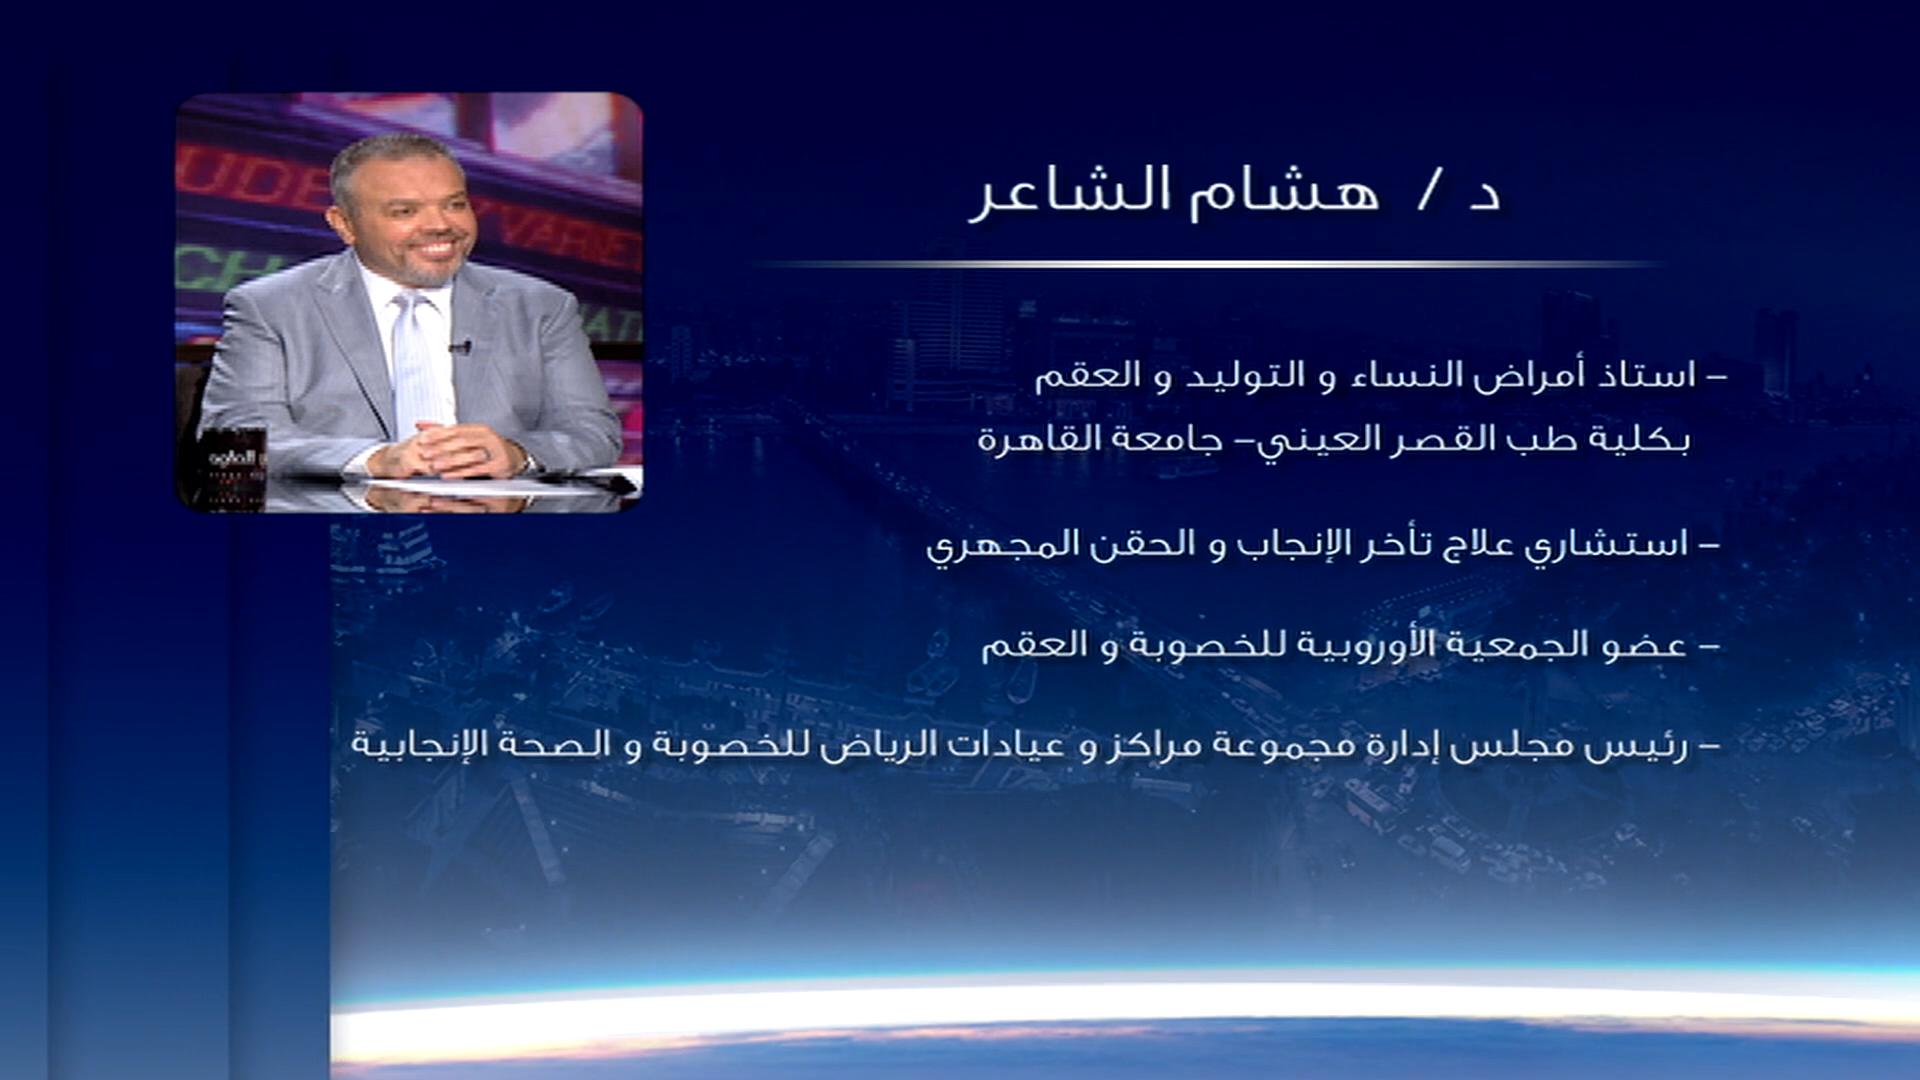 د / هشام الشاعر
– استاذ أمراض النساء و التوليد و العقم
بكلية طب القصر العيني– جامعة القاهرة
– استشاري علاج تأخر الإنجاب و الحقن المجهري
– عضو الجمعية الأوروبية للخصوبة و العقم
– رئيس مجلس إدارة مجموعة مراكز و عيادات الرياض للخصوبة و الصحة الإنجابية